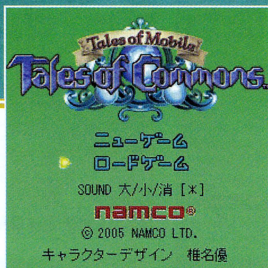 Tales of Mobile
Tales of Commons.
ニューゲーム
ロードゲーム
SOUND 大/小/消 [*]
namco®
© 2005 NAMCO LTD.
キャラクターデザイン 椎名優